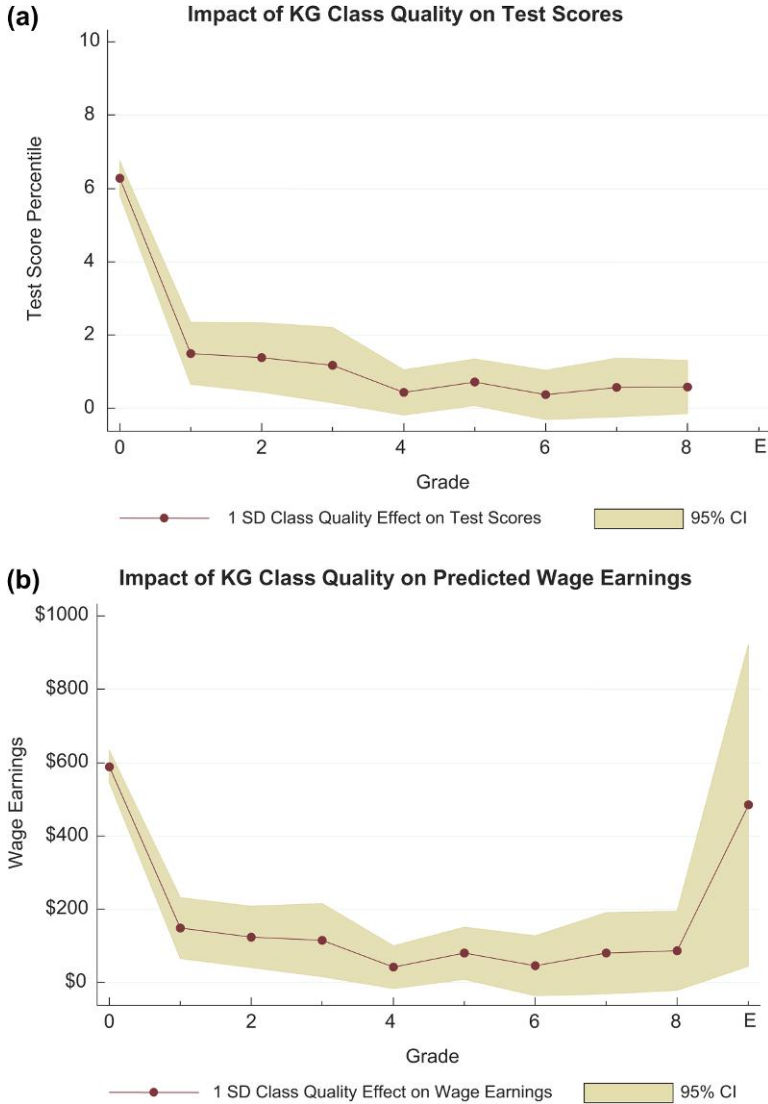 (a)
Impact of KG Class Quality on Test Scores
10
8
6
4
2
0
Test Score Percentile
0 2 4 6 8 E
Grade
1 SD Class Quality Effect on Test Scores 95% CI
(b)
Impact of KG Class Quality on Predicted Wage Earnings
$1000
$800
$600
$400
$200
$0
Wage Earnings
0 2 4 6 8 E
Grade
1 SD Class Quality Effect on Wage Earnings 95% CI